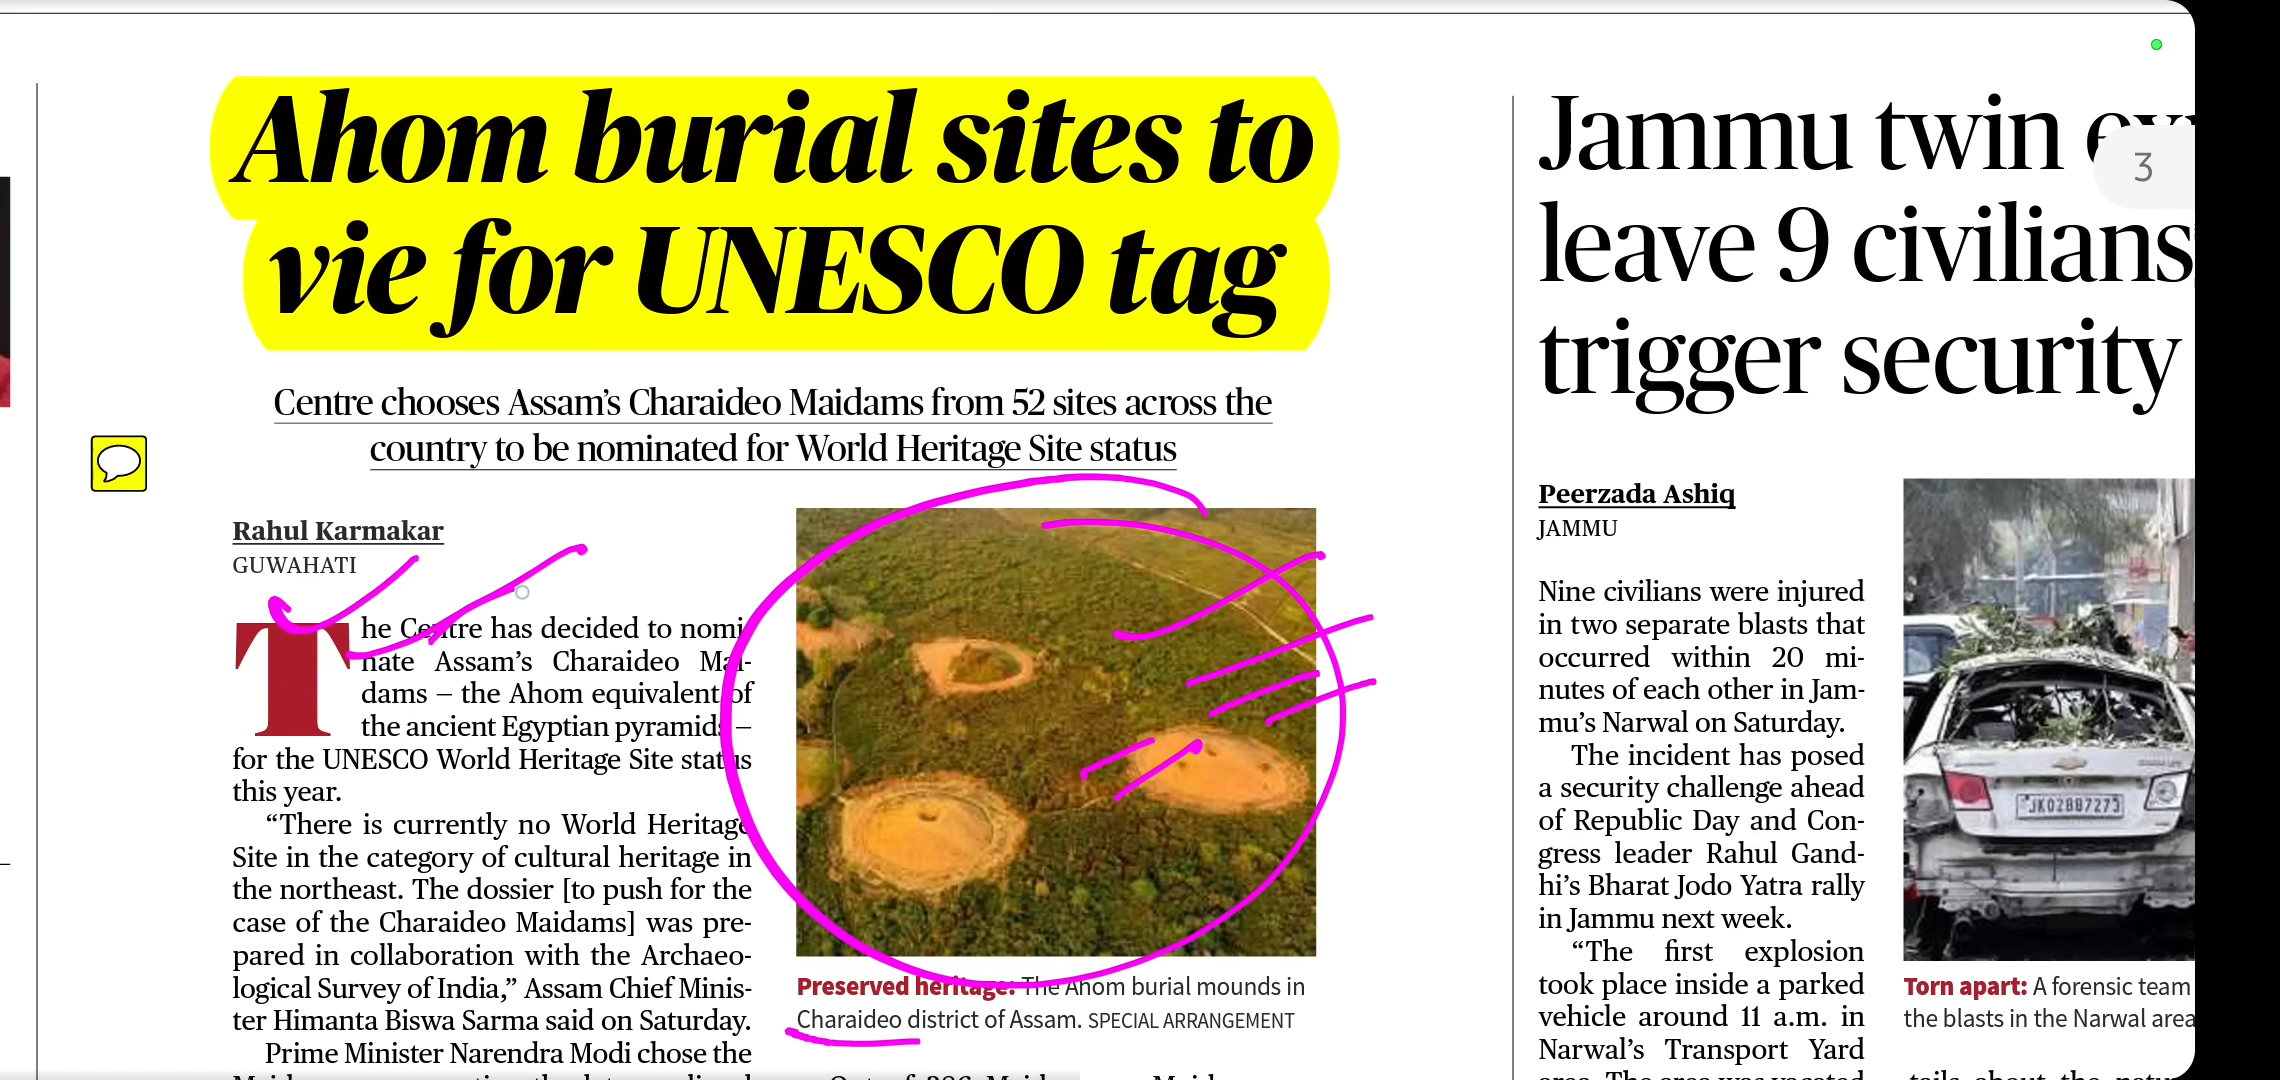 Ahom burial sites to
vie for UNESCO tag
Centre chooses Assam's Charaideo Maidams from 52 sites across the
country to be nominated for World Heritage Site status
Rahul Karmakar
GUWAHATI
The Centre has decided to nomi-
nate Assam's Charaideo Mai-
dams – the Ahom equivalent of
the ancient Egyptian pyramids –
for the UNESCO World Heritage Site status
this year.
“There is currently no World Heritage
Site in the category of cultural heritage in
the northeast. The dossier [to push for the
case of the Charaideo Maidams] was pre-
pared in collaboration with the Archaeo-
logical Survey of India,” Assam Chief Minis-
ter Himanta Biswa Sarma said on Saturday.
Prime Minister Narendra Modi chose the
Preserved heritage: The Ahom burial mounds in
Charaideo district of Assam. SPECIAL ARRANGEMENT
Jammu twin
leave 9 civilians
trigger security
3
Peerzada Ashiq
JAMMU
Nine civilians were injured
in two separate blasts that
occurred within 20 mi-
nutes of each other in Jam-
mu's Narwal on Saturday.
The incident has posed
a security challenge ahead
of Republic Day and Con-
gress leader Rahul Gand-
hi's Bharat Jodo Yatra rally
in Jammu next week.
“The first explosion
took place inside a parked
vehicle around 11 a.m. in
Narwal's Transport Yard
area. The area was vacated
Torn apart: A forensic team
the blasts in the Narwal area
tails about the